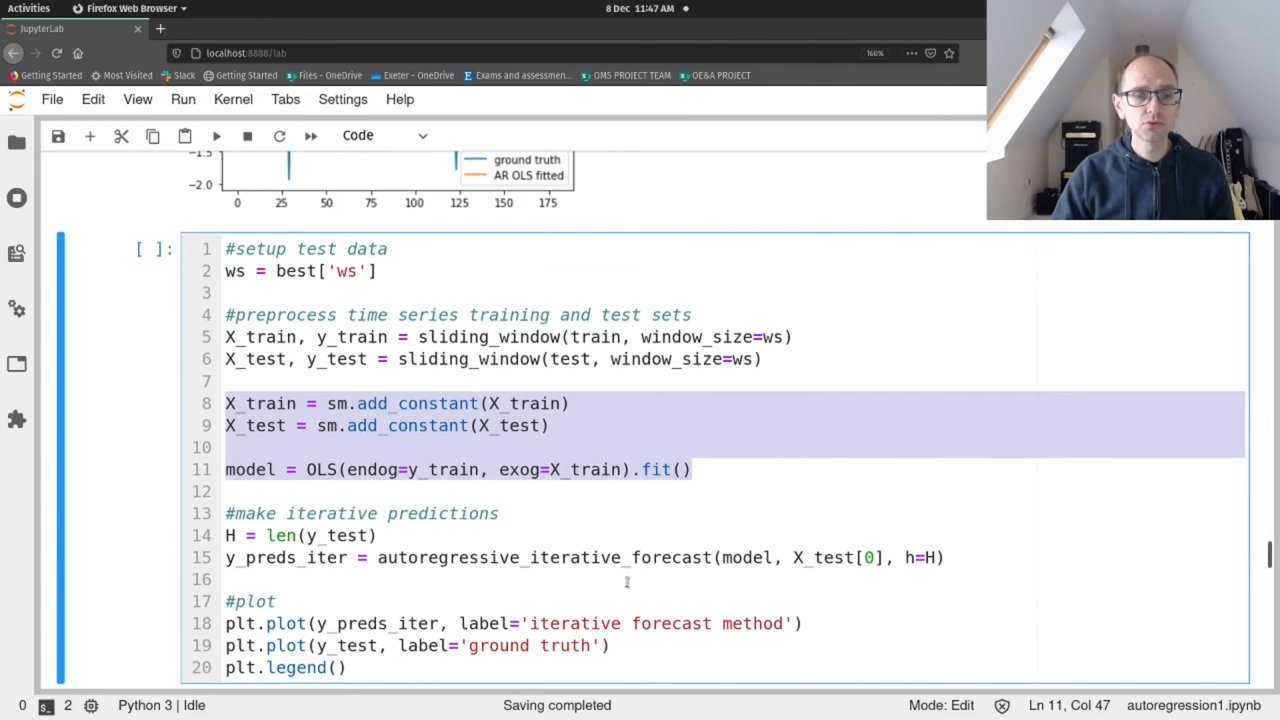 Activities
Firefox Web Browser
8 Dec 11:47 AM
JupyterLab
localhost:8888/lab
160%
Getting Started
Most Visited
Slack
Getting Started
Files - OneDrive
Exeter - OneDrive
Exams and assessmen...
OMS PROJECT TEAM
OE&A PROJECT
File Edit View Run Kernel Tabs Settings Help
Code
−1.5
ground truth
−2.0
AR OLS fitted
0 25 50 75 100 125 150 175
[ ]:
1 #setup test data
2 ws = best['ws']
3
4 #preprocess time series training and test sets
5 X_train, y_train = sliding_window(train, window_size=ws)
6 X_test, y_test = sliding_window(test, window_size=ws)
7
8 X_train = sm.add_constant(X_train)
9 X_test = sm.add_constant(X_test)
10
11 model = OLS(endog=y_train, exog=X_train).fit()
12
13 #make iterative predictions
14 H = len(y_test)
15 y_preds_iter = autoregressive_iterative_forecast(model, X_test[0], h=H)
16
17 #plot
18 plt.plot(y_preds_iter, label='iterative forecast method')
19 plt.plot(y_test, label='ground truth')
20 plt.legend()
0 2 Python 3 | Idle
Saving completed
Mode: Edit
Ln 11, Col 47
autoregression1.ipynb